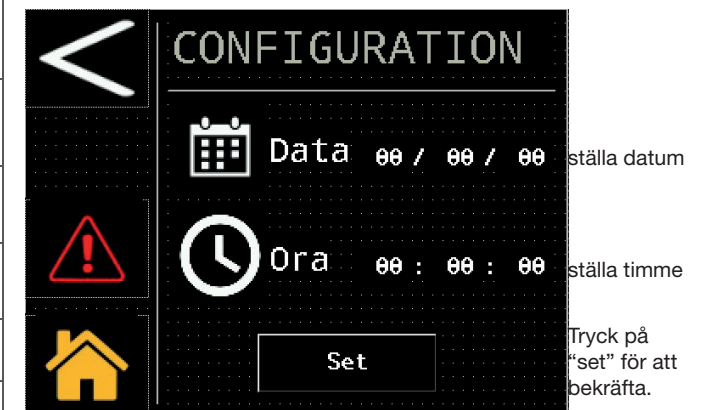 CONFIGURATION
Data 00 / 00 / 00 ställa datum
Ora 00 : 00 : 00 ställa timme
Set
Tryck på
“set” för att
bekräfta.